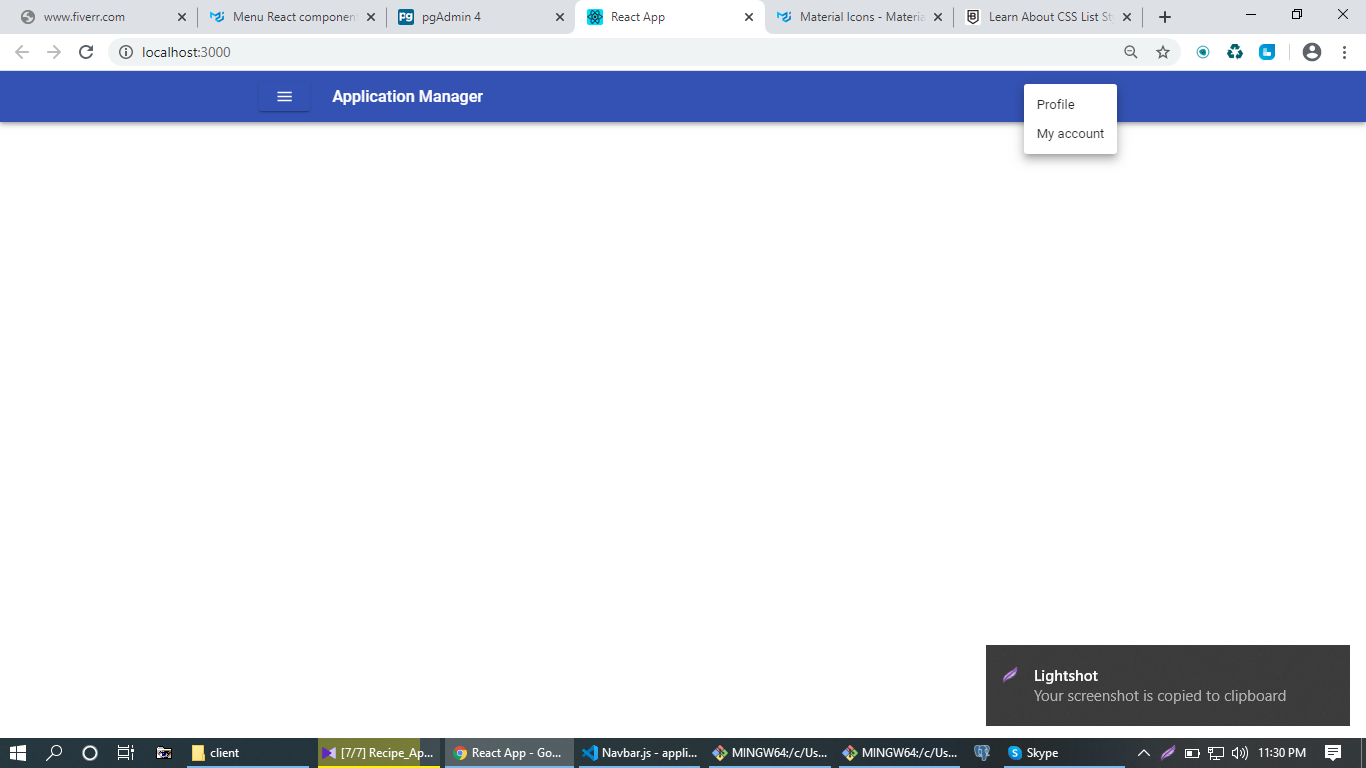 www.fiverr.com
Menu React component
pgAdmin 4
React App
Material Icons - Materia
Learn About CSS List St
localhost:3000
Application Manager
Profile
My account
Lightshot
Your screenshot is copied to clipboard
client
[7/7] Recipe_Ap...
React App - Go...
Navbar.js - appli...
MINGW64:/c/Us...
MINGW64:/c/Us...
Skype
11:30 PM